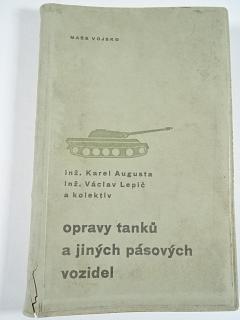 NAŠE VOJSKO
inž. Karel Augusta
inž. Václav Lepič
a kolektiv
opravy tanků
a jiných pásových
vozidel